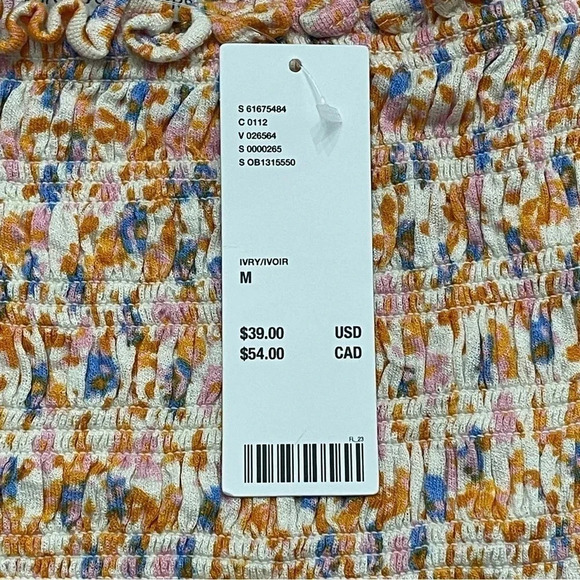 S 61675484
C 0112
V 026564
S 0000265
S OB1315550
IVRY/IVOIR
M
$39.00 USD
$54.00 CAD
FL_23